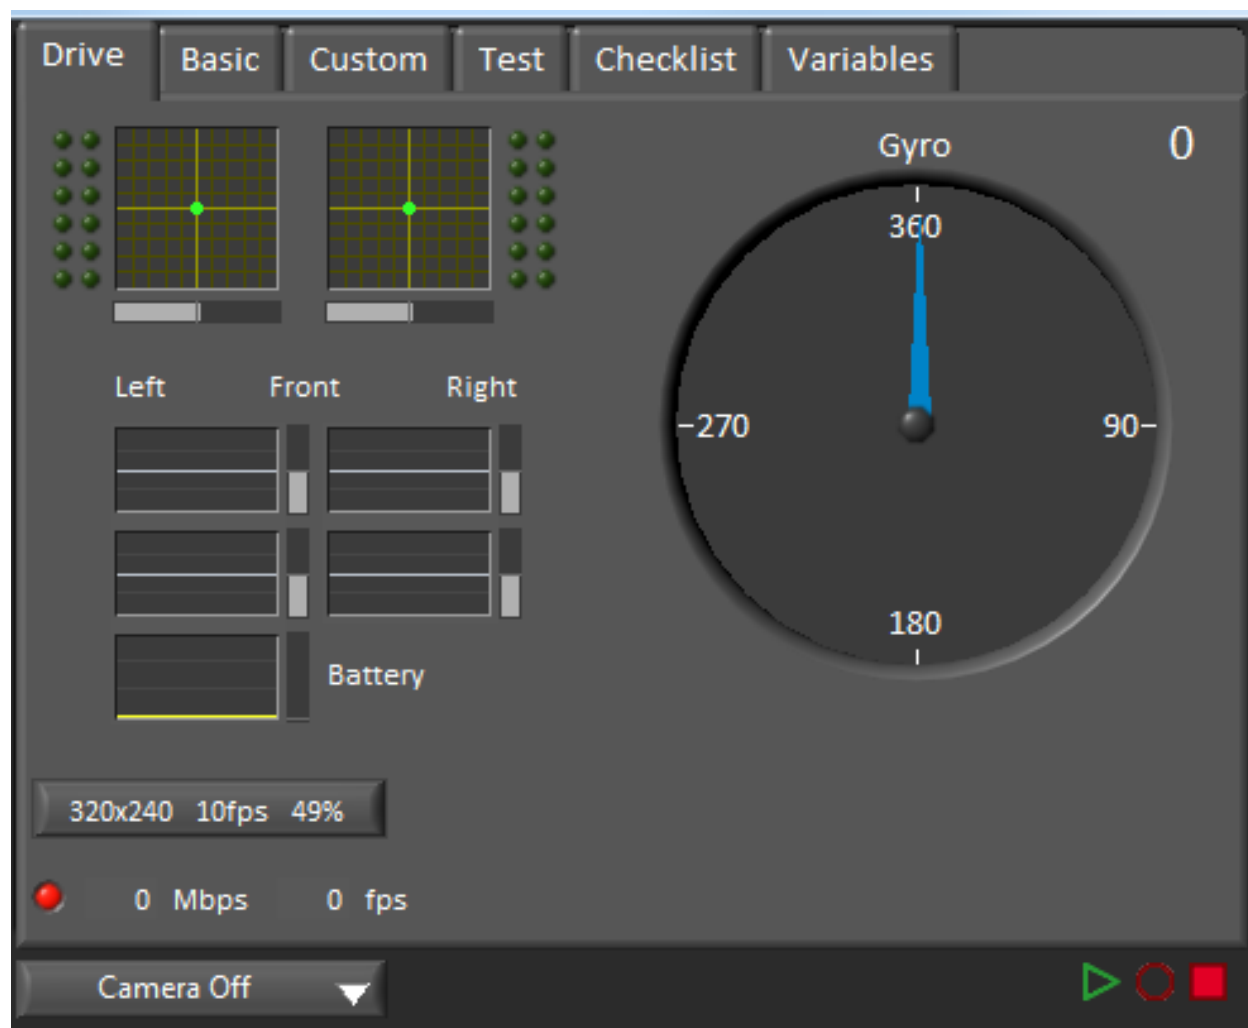 Drive Basic Custom Test Checklist Variables
Gyro 0
360
-270 90-
180
Left Front Right
Battery
320x240 10fps 49%
0 Mbps 0 fps
Camera Off